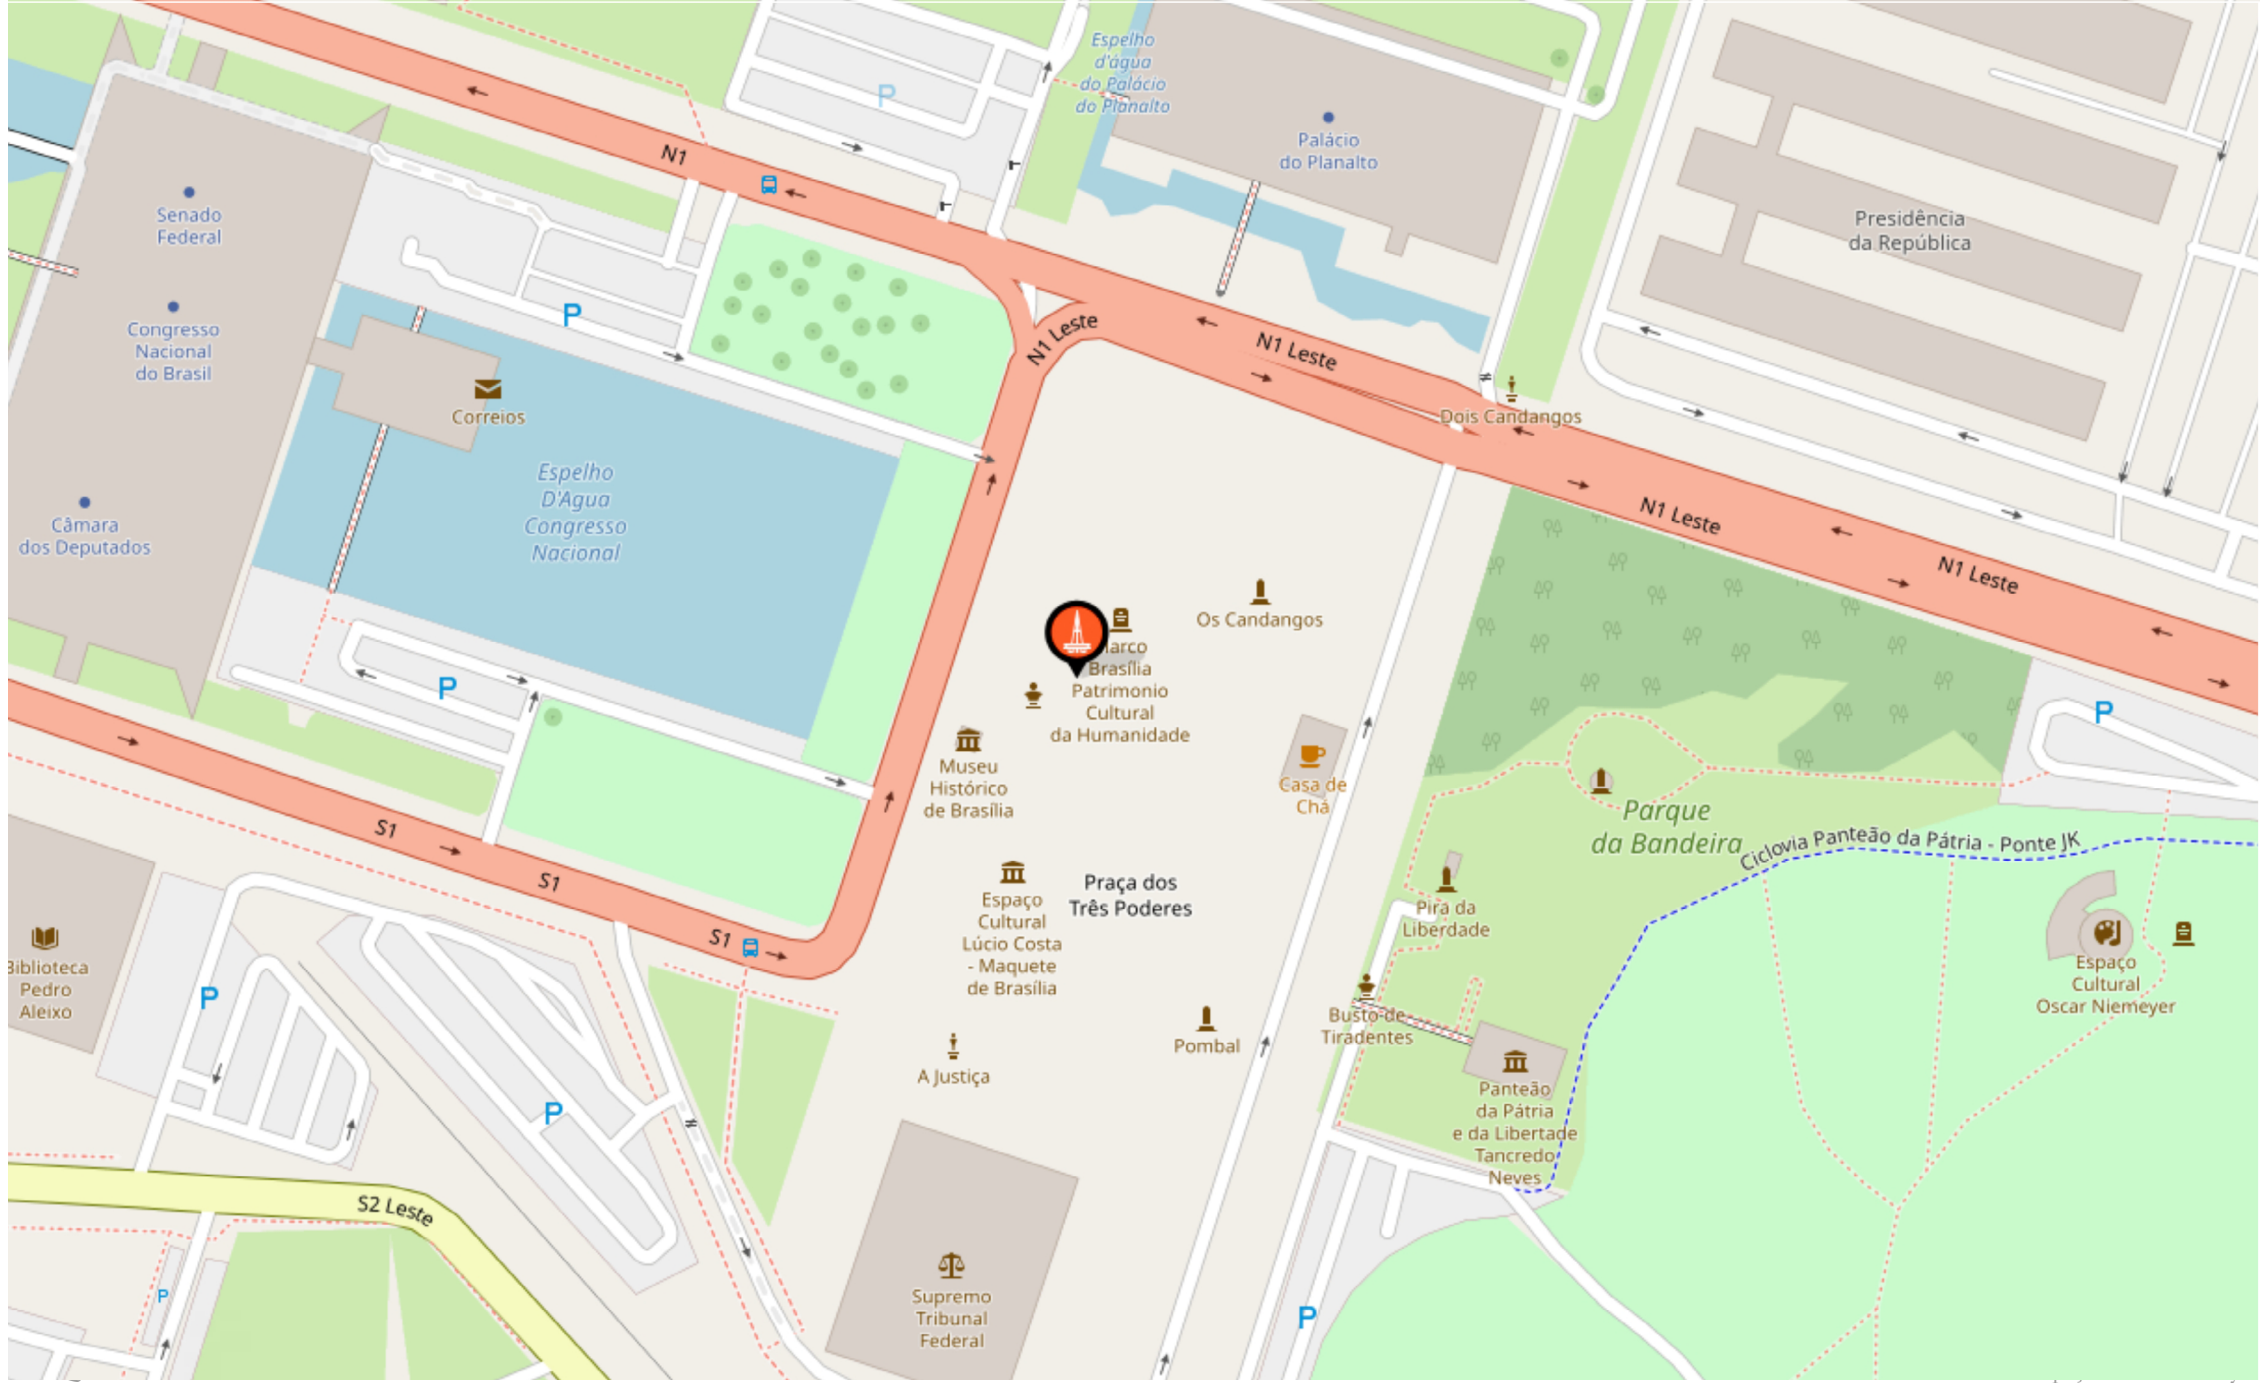 Espelho
d'água
do Palácio
do Planalto
P
Palácio
do Planalto
N1
Senado
Federal
Presidência
da República
Congresso
Nacional
do Brasil
P
N1 Leste
N1 Leste
Correios
Dois Candangos
Espelho
D'Agua
Congresso
Nacional
Câmara
dos Deputados
N1 Leste
N1 Leste
Os Candangos
Brasília
Patrimonio
Cultural
da Humanidade
P
P
Museu
Histórico
de Brasília
Casa de
Chá
Parque
da Bandeira
Ciclovia Panteão da Pátria - Ponte JK
S1
S1
S1
Espaço
Cultural
Lúcio Costa
- Maquete
de Brasília
Praça dos
Três Poderes
Pira da
Liberdade
Biblioteca
Pedro
Aleixo
P
Espaço
Cultural
Oscar Niemeyer
Busto de
Tiradentes
Pombal
A Justiça
P
Panteão
da Pátria
e da Libertade
Tancredo
Neves
S2 Leste
P
Supremo
Tribunal
Federal
P